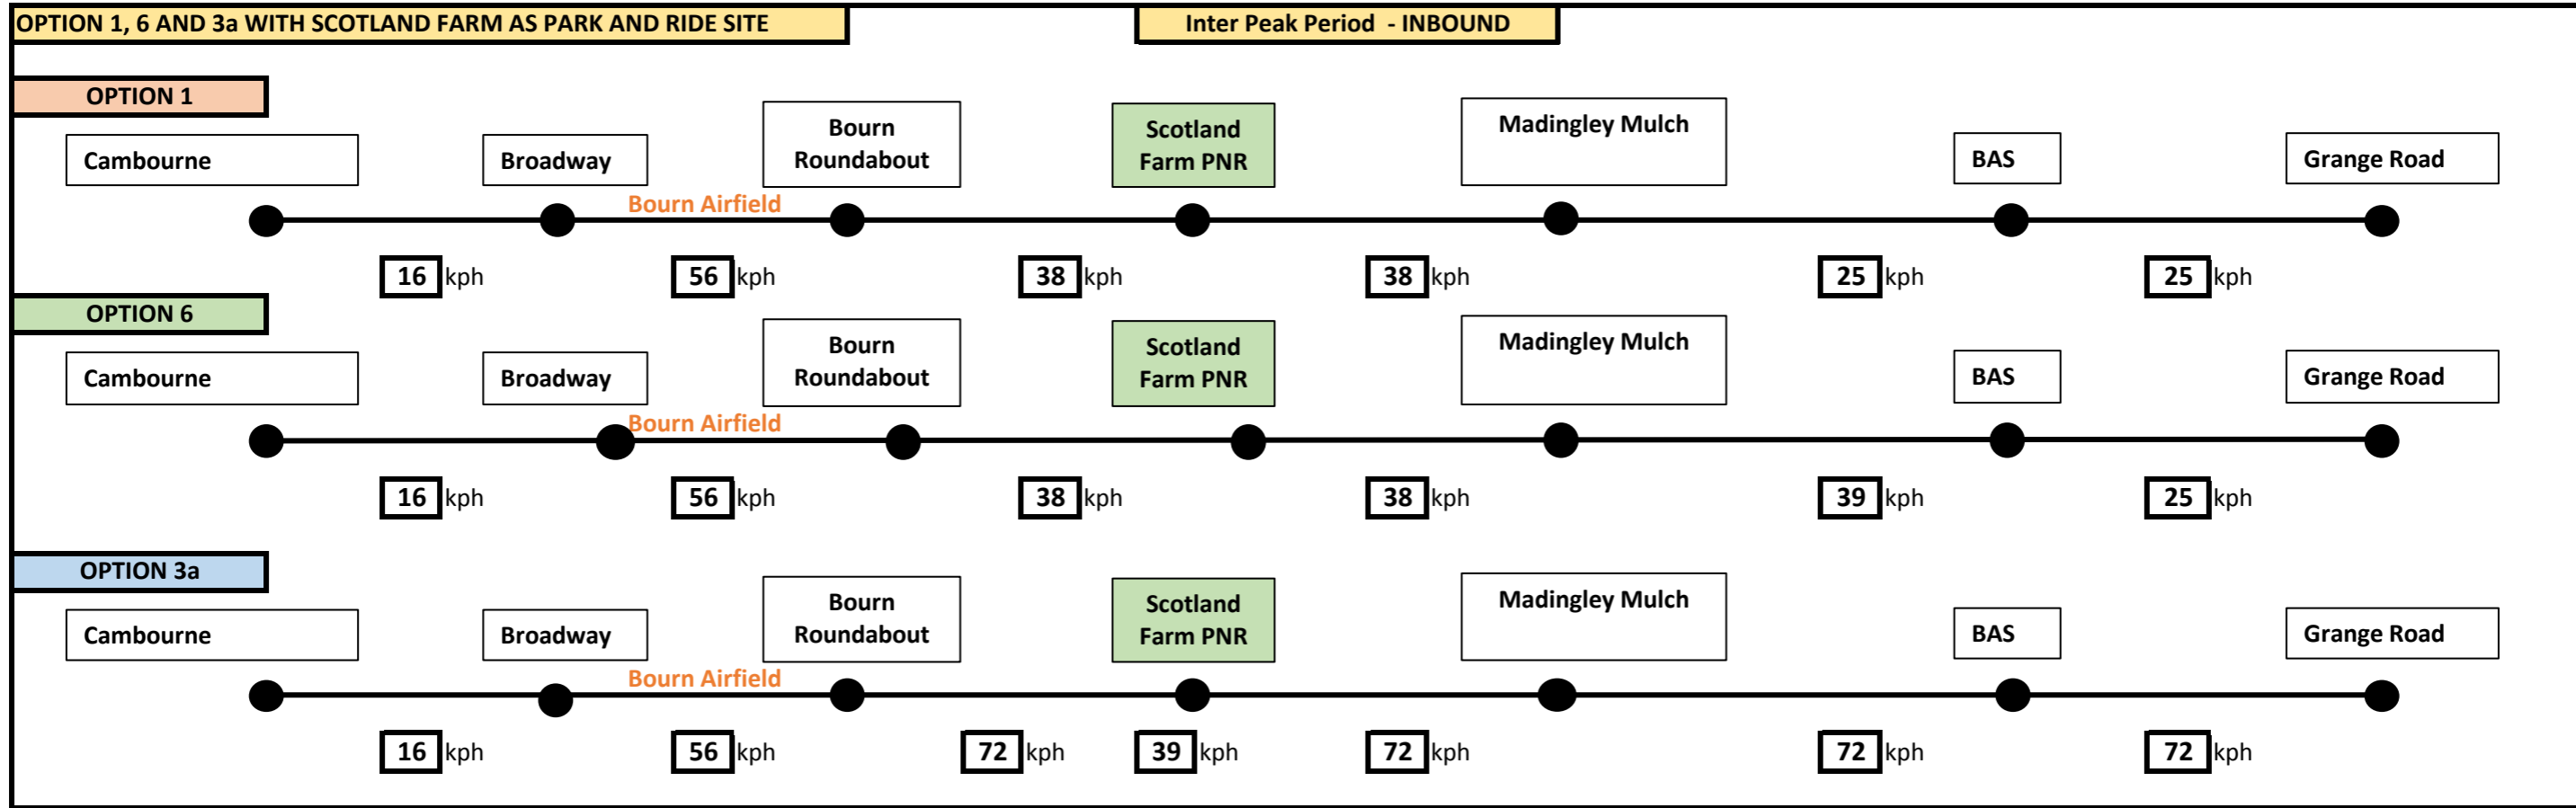 OPTION 1, 6 AND 3a WITH SCOTLAND FARM AS PARK AND RIDE SITE
Inter Peak Period - INBOUND
OPTION 1
Cambourne
Broadway
Bourn
Roundabout
Scotland
Farm PNR
Madingley Mulch
BAS
Grange Road
Bourn Airfield
16 kph
56 kph
38 kph
38 kph
25 kph
25 kph
OPTION 6
Cambourne
Broadway
Bourn
Roundabout
Scotland
Farm PNR
Madingley Mulch
BAS
Grange Road
Bourn Airfield
16 kph
56 kph
38 kph
38 kph
39 kph
25 kph
OPTION 3a
Cambourne
Broadway
Bourn
Roundabout
Scotland
Farm PNR
Madingley Mulch
BAS
Grange Road
Bourn Airfield
16 kph
56 kph
72 kph
39 kph
72 kph
72 kph
72 kph